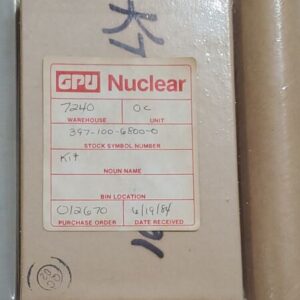 GPU Nuclear
7240 OC
WAREHOUSE UNIT
397-100-6800-0
STOCK SYMBOL NUMBER
Kit
NOUN NAME
BIN LOCATION
012670 6/19/84
PURCHASE ORDER DATE RECEIVED